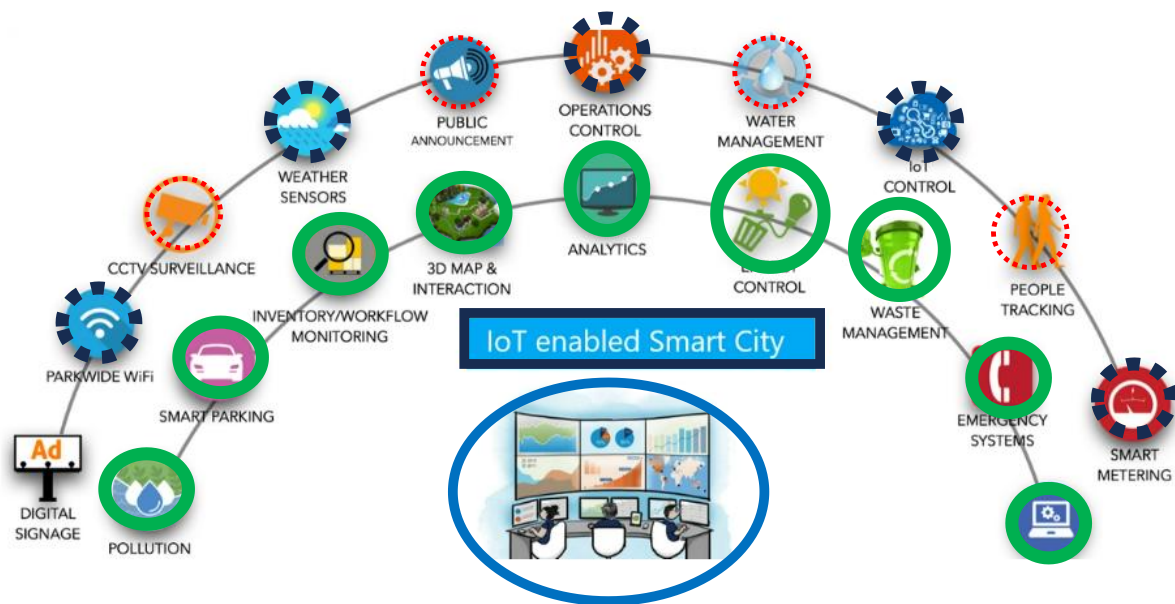 OPERATIONS
CONTROL
PUBLIC
ANNOUNCEMENT
WATER
MANAGEMENT
WEATHER
SENSORS
IoT
CONTROL
ANALYTICS
CCTV SURVEILLANCE
3D MAP &
INTERACTION
CONTROL
PEOPLE
TRACKING
INVENTORY/WORKFLOW
MONITORING
WASTE
MANAGEMENT
IoT enabled Smart City
PARKWIDE WiFi
SMART PARKING
EMERGENCY
SYSTEMS
Ad
SMART
METERING
DIGITAL
SIGNAGE
POLLUTION